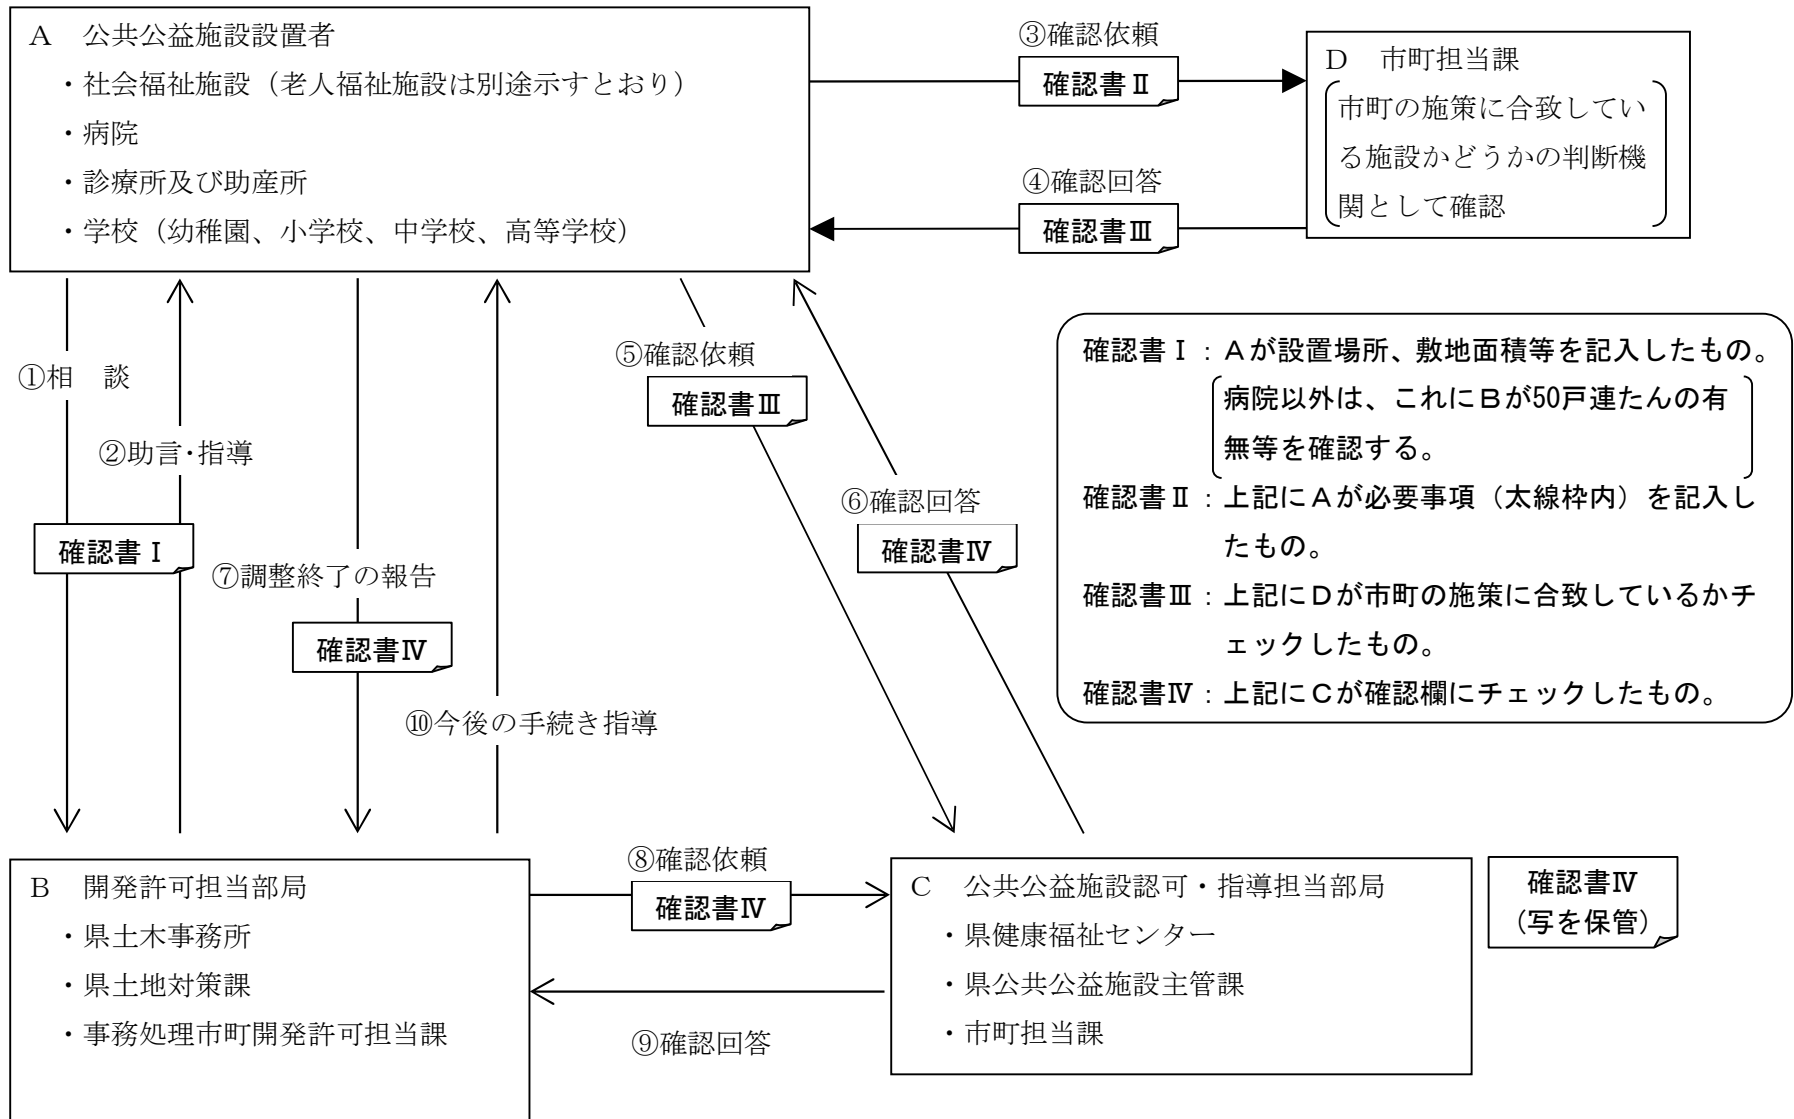 A 公共公益施設設置者
・社会福祉施設（老人福祉施設は別途示すとおり）
・病院
・診療所及び助産所
・学校（幼稚園、小学校、中学校、高等学校）
③確認依頼
確認書Ⅱ
④確認回答
確認書Ⅲ
D 市町担当課
市町の施策に合致してい
る施設かどうかの判断機
関として確認
①相 談
②助言･指導
確認書Ⅰ
⑦調整終了の報告
確認書Ⅳ
⑩今後の手続き指導
⑤確認依頼
確認書Ⅲ
⑥確認回答
確認書Ⅳ
確認書Ⅰ：Ａが設置場所、敷地面積等を記入したもの。
病院以外は、これにＢが50戸連たんの有
無等を確認する。
確認書Ⅱ：上記にＡが必要事項（太線枠内）を記入し
たもの。
確認書Ⅲ：上記にＤが市町の施策に合致しているかチ
ェックしたもの。
確認書Ⅳ：上記にＣが確認欄にチェックしたもの。
B 開発許可担当部局
・県土木事務所
・県土地対策課
・事務処理市町開発許可担当課
⑧確認依頼
確認書Ⅳ
⑨確認回答
C 公共公益施設認可・指導担当部局
・県健康福祉センター
・県公共公益施設主管課
・市町担当課
確認書Ⅳ
（写を保管）